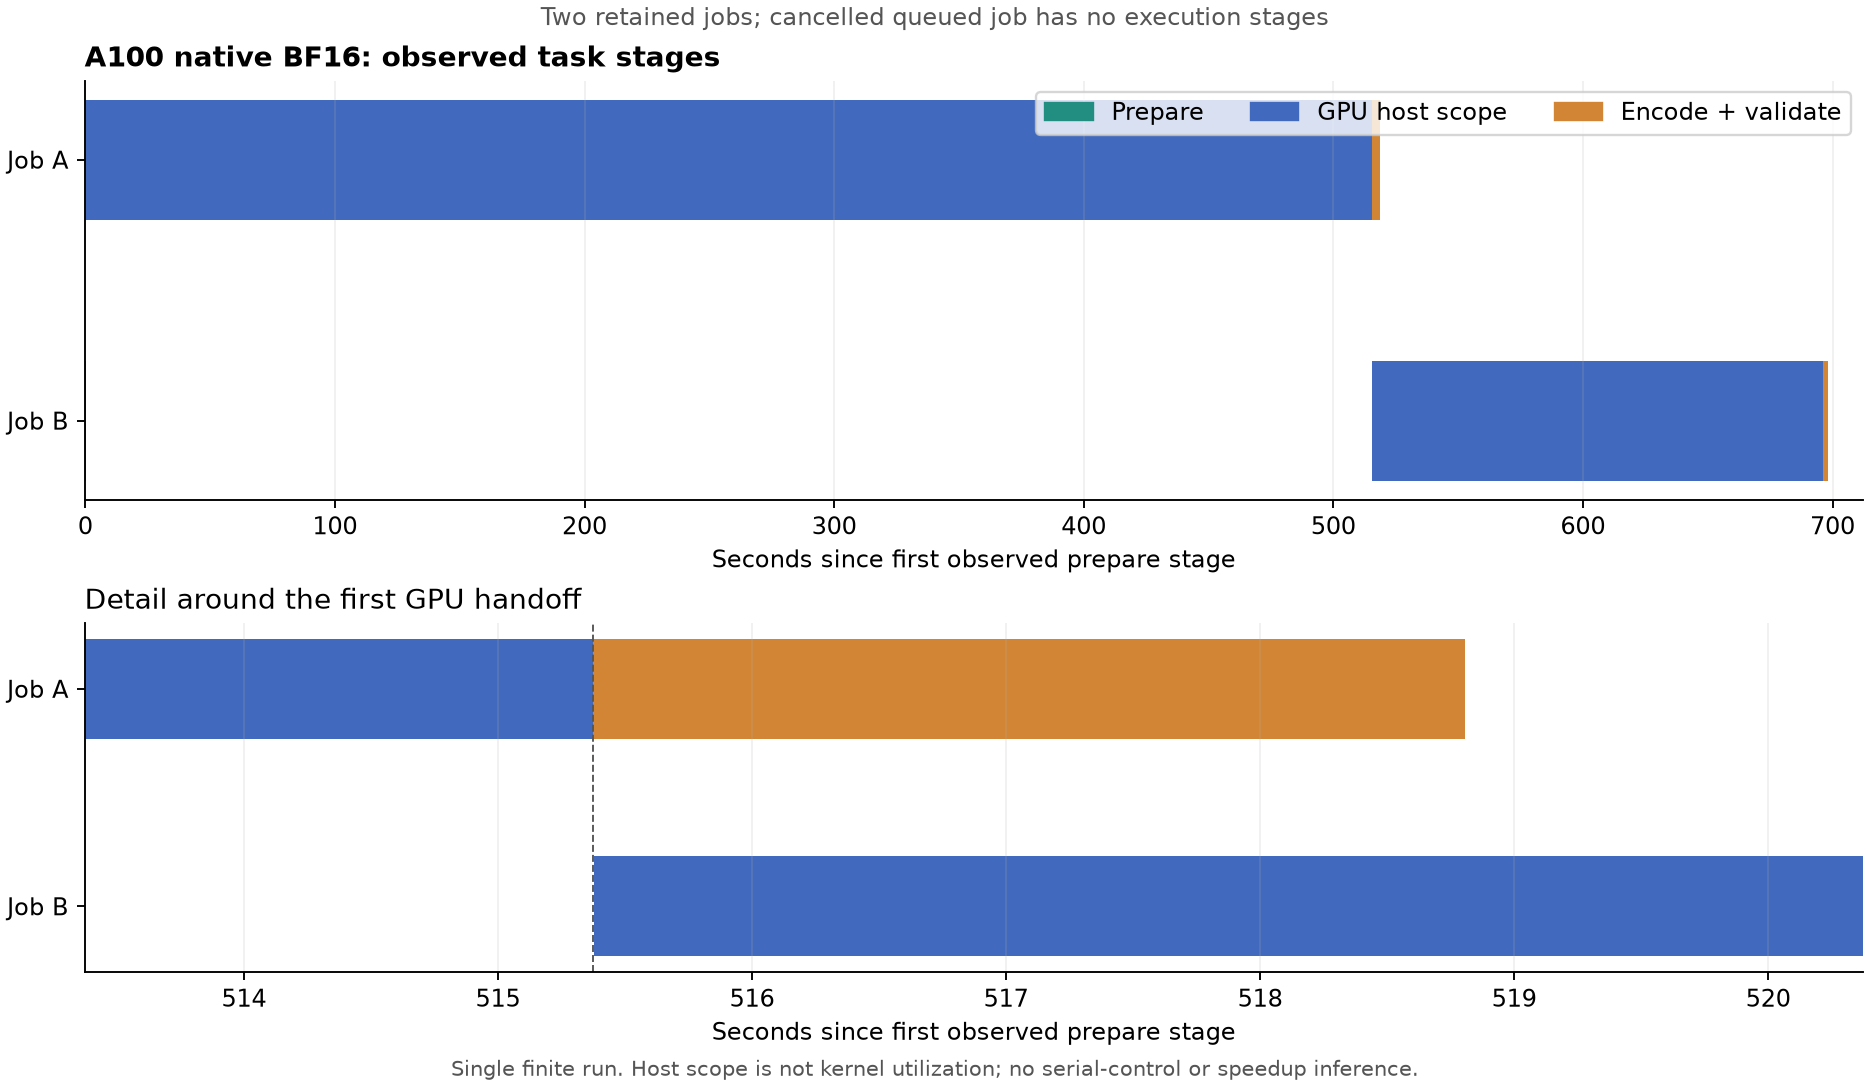 Two retained jobs; cancelled queued job has no execution stages
A100 native BF16: observed task stages
Prepare GPU host scope Encode + validate
Job A
Job B
0 100 200 300 400 500 600 700
Seconds since first observed prepare stage
Detail around the first GPU handoff
Job A
Job B
514 515 516 517 518 519 520
Seconds since first observed prepare stage
Single finite run. Host scope is not kernel utilization; no serial-control or speedup inference.